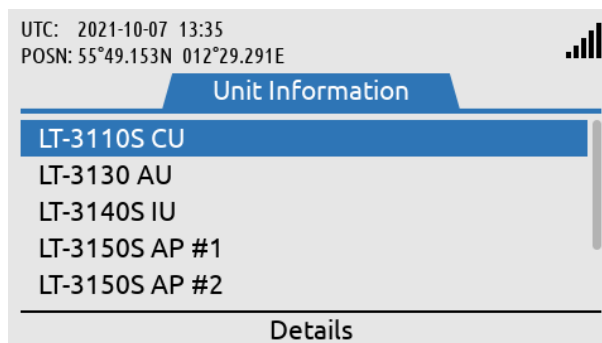 UTC: 2021-10-07 13:35
POSN: 55°49.153N 012°29.291E
Unit Information
LT-3110S CU
LT-3130 AU
LT-3140S IU
LT-3150S AP #1
LT-3150S AP #2
Details